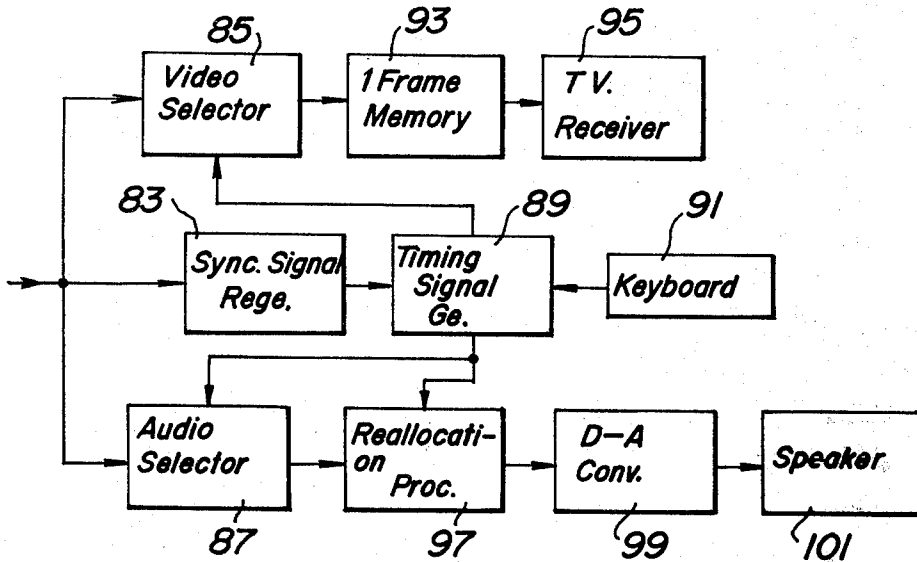 85
Video
Selector
93
1 Frame
Memory
95
T V.
Receiver
83
Sync. Signal
Rege.
89
Timing
Signal
Ge.
91
Keyboard
Audio
Selector
87
Reallocati-
on
Proc.
97
D-A
Conv.
99
Speaker
101